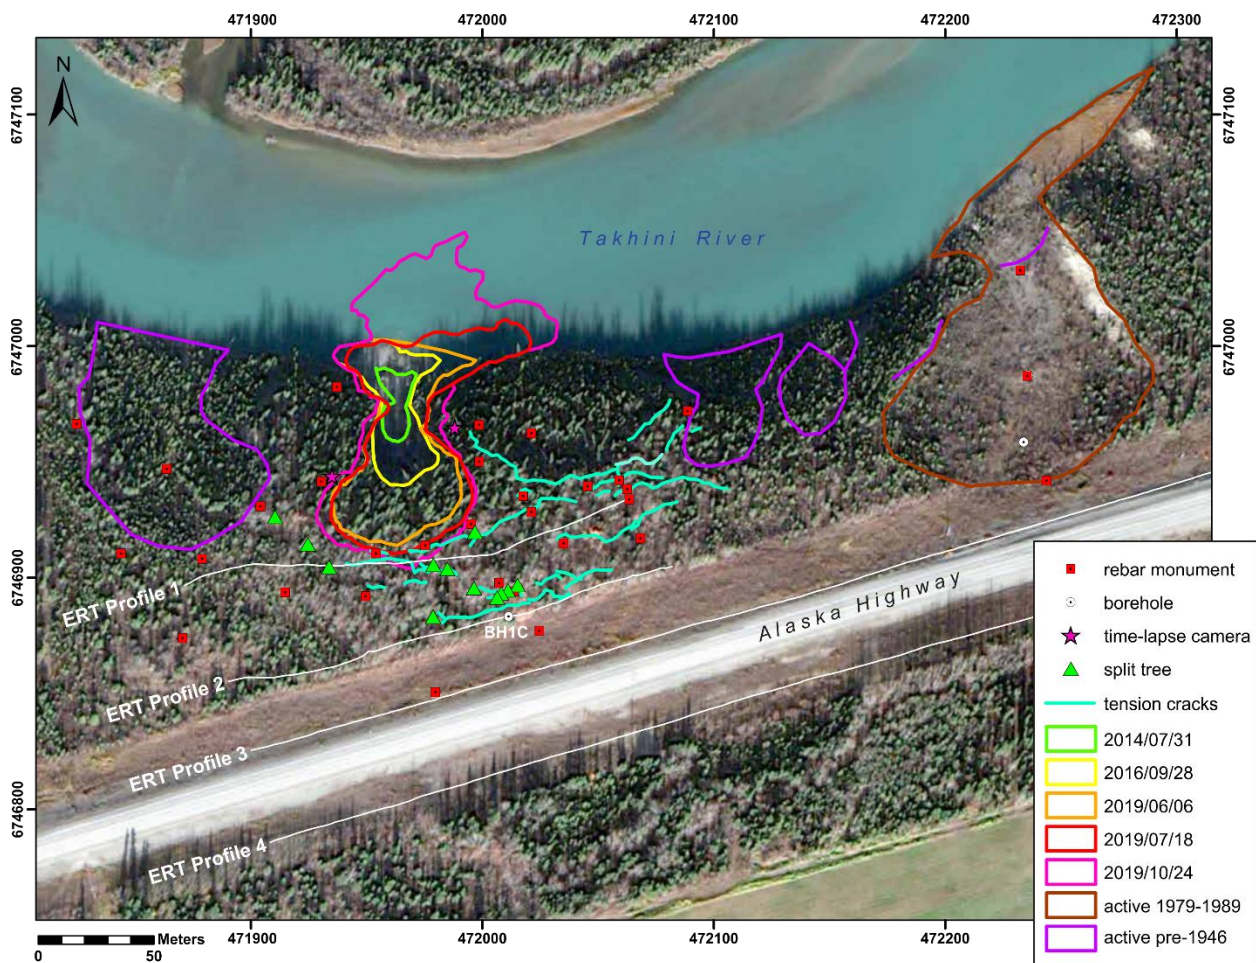 471900 472000 472100 472200 472300
N
6747100 6747100
Takhini River
6747000 6747000
6746900
ERT Profile 1
BH1C
ERT Profile 2
Alaska Highway
ERT Profile 3
6746800
ERT Profile 4
rebar monument
borehole
time-lapse camera
split tree
tension cracks
2014/07/31
2016/09/28
2019/06/06
2019/07/18
2019/10/24
active 1979-1989
active pre-1946
Meters
0 50
471900 472000 472100 472200